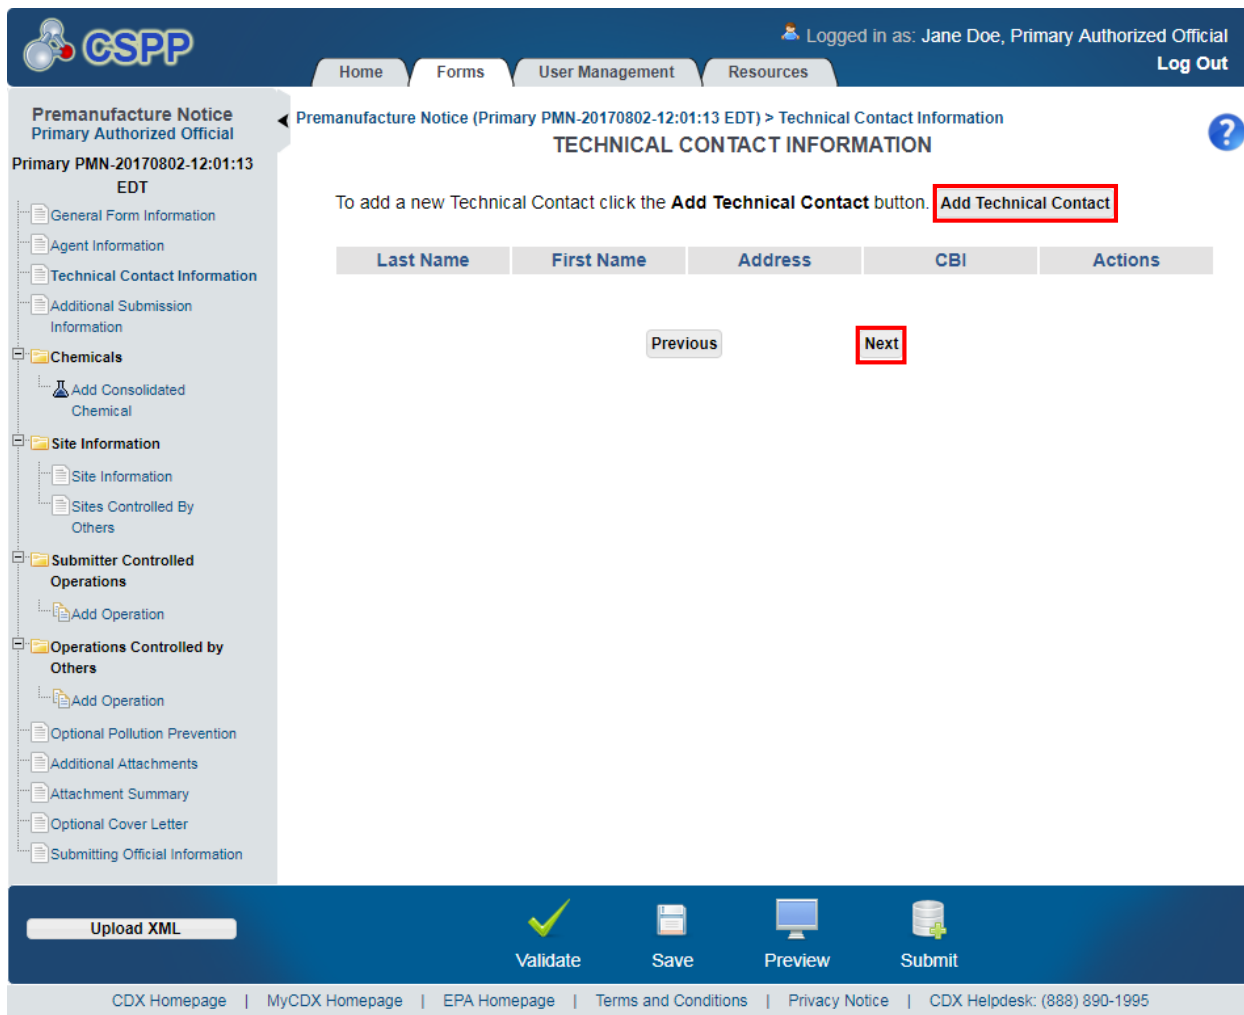 CSPP
Logged in as: Jane Doe, Primary Authorized Official
Log Out
Home
Forms
User Management
Resources
Premanufacture Notice
Primary Authorized Official
Primary PMN-20170802-12:01:13
EDT
General Form Information
Agent Information
Technical Contact Information
Additional Submission
Information
Chemicals
Add Consolidated
Chemical
Site Information
Site Information
Sites Controlled By
Others
Submitter Controlled
Operations
Add Operation
Operations Controlled by
Others
Add Operation
Optional Pollution Prevention
Additional Attachments
Attachment Summary
Optional Cover Letter
Submitting Official Information
Premanufacture Notice (Primary PMN-20170802-12:01:13 EDT) > Technical Contact Information
?
TECHNICAL CONTACT INFORMATION
To add a new Technical Contact click the Add Technical Contact button. Add Technical Contact
Last Name First Name Address CBI Actions
Previous Next
Upload XML
Validate Save Preview Submit
CDX Homepage | MyCDX Homepage | EPA Homepage | Terms and Conditions | Privacy Notice | CDX Helpdesk: (888) 890-1995